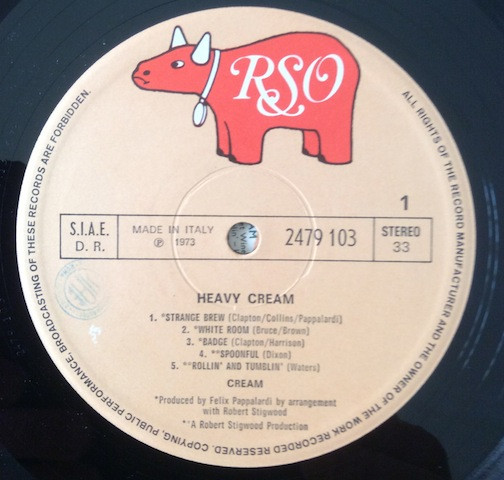 RSO
ALL RIGHTS OF THE RECORD MANUFACTURER AND THE OWNER OF THE WORK RECORDED RESERVED. COPYING, PUBLIC PERFORMANCE, BROADCASTING OF THESE RECORDS ARE FORBIDDEN.
1
S.I.A.E.
D. R.
MADE IN ITALY
℗ 1973
2479 103
STEREO
33
HEAVY CREAM
1. *STRANGE BREW (Clapton/Collins/Pappalardi)
2. *WHITE ROOM (Bruce/Brown)
3. *BADGE (Clapton/Harrison)
4. **SPOONFUL (Dixon)
5. **ROLLIN' AND TUMBLIN' (Waters)
CREAM
*Produced by Felix Pappalardi by arrangement
with Robert Stigwood
**A Robert Stigwood Production